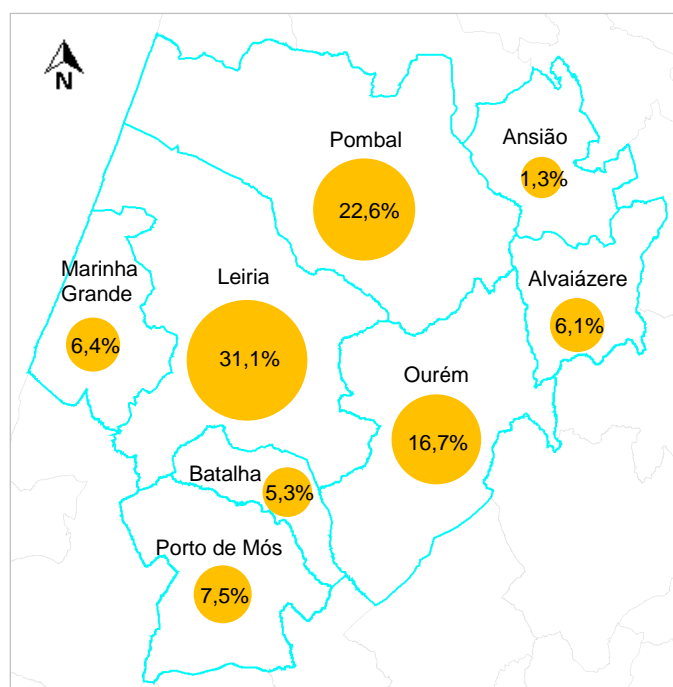 N
Pombal
22,6%
Ansião
1,3%
Marinha
Grande
6,4%
Leiria
31,1%
Alvaiázere
6,1%
Ourém
16,7%
Batalha
5,3%
Porto de Mós
7,5%